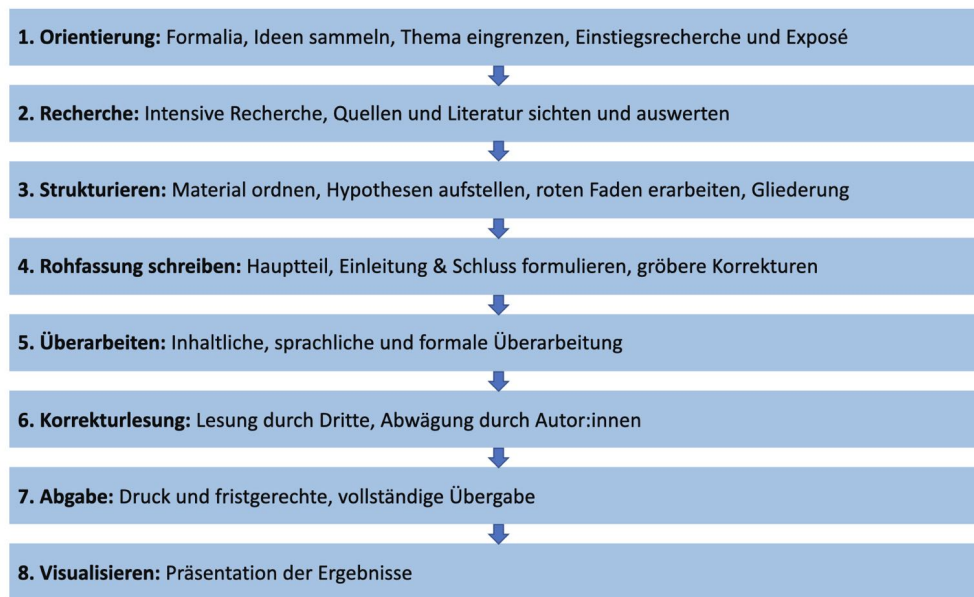 1. Orientierung: Formalia, Ideen sammeln, Thema eingrenzen, Einstiegsrecherche und Exposé
2. Recherche: Intensive Recherche, Quellen und Literatur sichten und auswerten
3. Strukturieren: Material ordnen, Hypothesen aufstellen, roten Faden erarbeiten, Gliederung
4. Rohfassung schreiben: Hauptteil, Einleitung & Schluss formulieren, gröbere Korrekturen
5. Überarbeiten: Inhaltliche, sprachliche und formale Überarbeitung
6. Korrekturlesung: Lesung durch Dritte, Abwägung durch Autor:innen
7. Abgabe: Druck und fristgerechte, vollständige Übergabe
8. Visualisieren: Präsentation der Ergebnisse